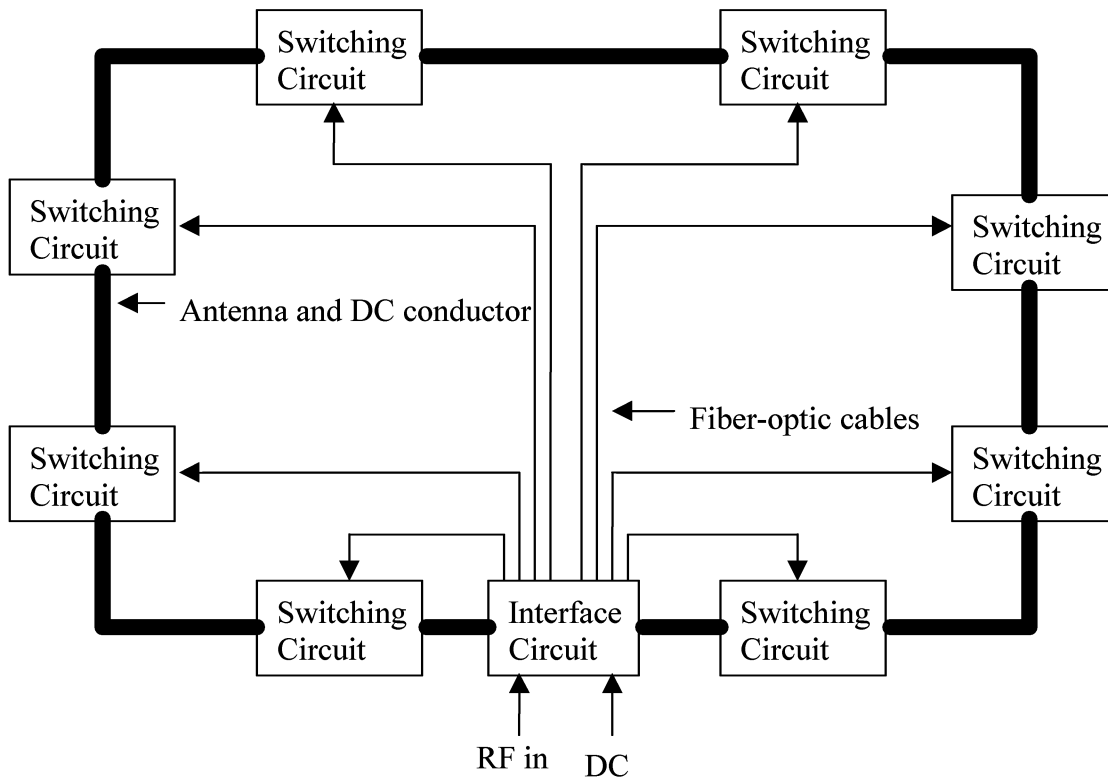 Switching
Circuit
Switching
Circuit
Switching
Circuit
Switching
Circuit
Antenna and DC conductor
Fiber-optic cables
Switching
Circuit
Switching
Circuit
Switching
Circuit
Interface
Circuit
Switching
Circuit
RF in
DC